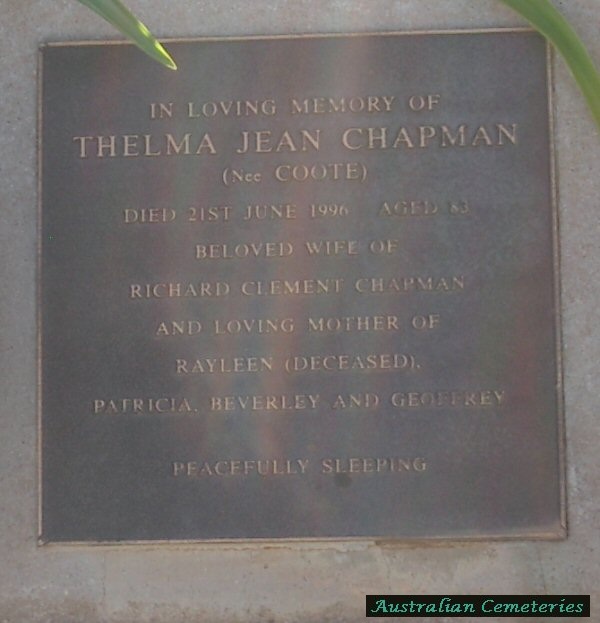 IN LOVING MEMORY OF
THELMA JEAN CHAPMAN
(Nee COOTE)
DIED 21ST JUNE 1996 AGED 83
BELOVED WIFE OF
RICHARD CLEMENT CHAPMAN
AND LOVING MOTHER OF
RAYLEEN (DECEASED),
PATRICIA, BEVERLEY AND GEOFFREY
PEACEFULLY SLEEPING
Australian Cemeteries